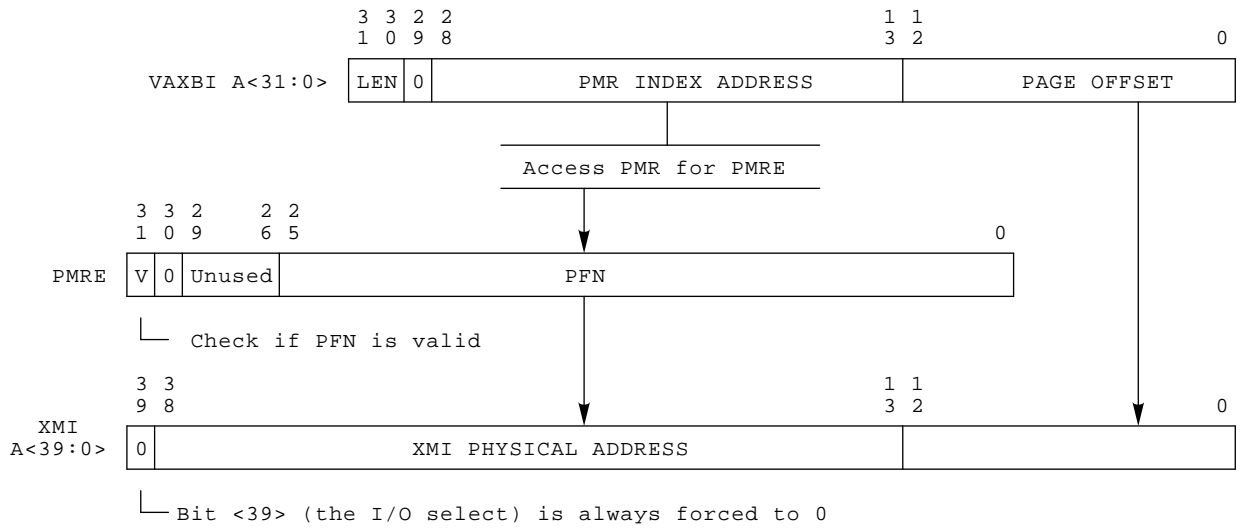 3 3 2 2 1 1
1 0 9 8 3 2 0
VAXBI A<31:0> LEN 0 PMR INDEX ADDRESS PAGE OFFSET
Access PMR for PMRE
3 3 2 2 2
1 0 9 6 5 0
PMRE V 0 Unused PFN
Check if PFN is valid
3 3 1 1
9 8 3 2 0
XMI
A<39:0> 0 XMI PHYSICAL ADDRESS
Bit <39> (the I/O select) is always forced to 0